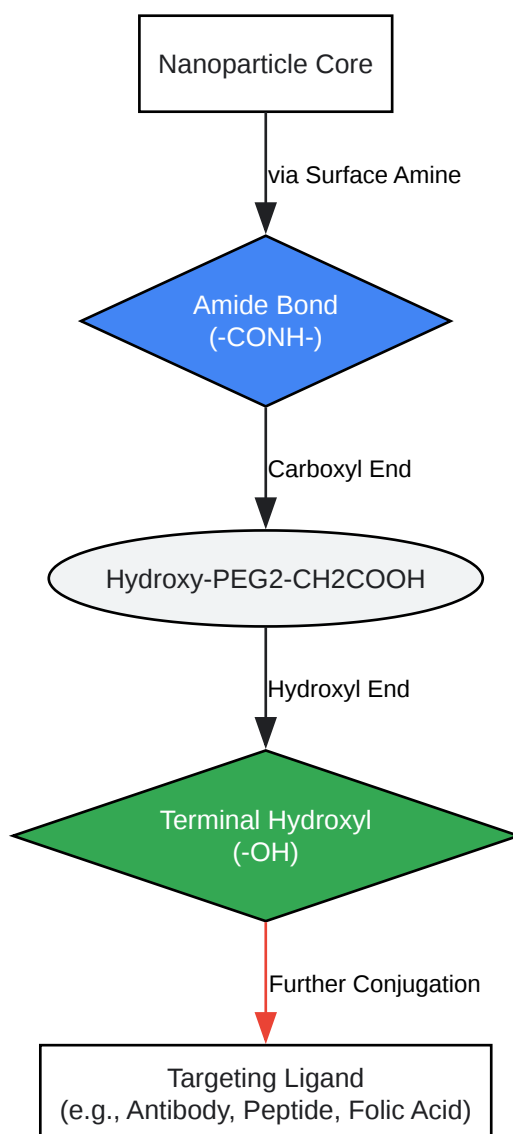 Nanoparticle Core
via Surface Amine
Amide Bond
(-CONH-)
Carboxyl End
Hydroxy-PEG2-CH2COOH
Hydroxyl End
Terminal Hydroxyl
(-OH)
Further Conjugation
Targeting Ligand
(e.g., Antibody, Peptide, Folic Acid)